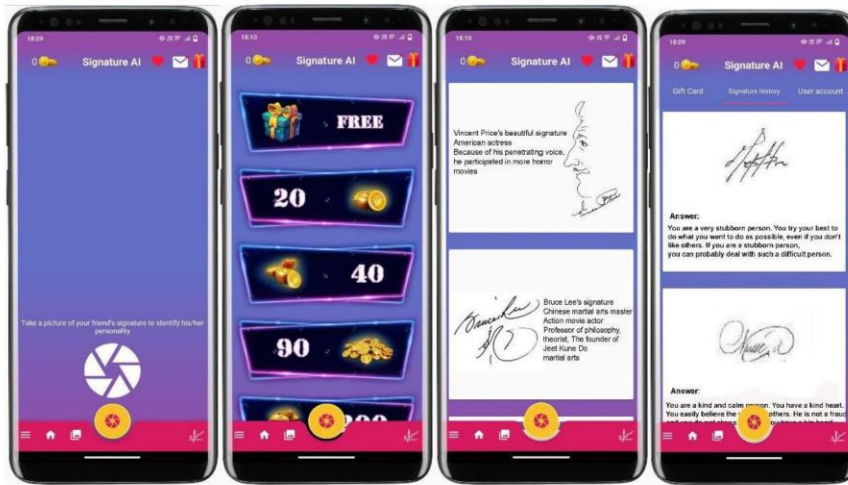 18:09
0 Signature AI
Take a picture of your friend's signature to identify his/her
personality
18:10
0 Signature AI
FREE
20
40
90
18:10
0 Signature AI
Vincent Price's beautiful signature
American actress
Because of his penetrating voice,
he participated in more horror
movies
Bruce Lee
Bruce Lee's signature
Chinese martial arts master
Action movie actor
Professor of philosophy,
theorist, The founder of
Jeet Kune Do
martial arts
18:09
0 Signature AI
Gift Card Signature history User account
Answer:
You are a very stubborn person. You try your best to
do what you want to do as possible, even if you don't
like others. If you are a stubborn person,
you can probably deal with such a difficult person.
Answer:
You are a kind and calm person. You have a kind heart.
You easily believe the others. He is not a fraud